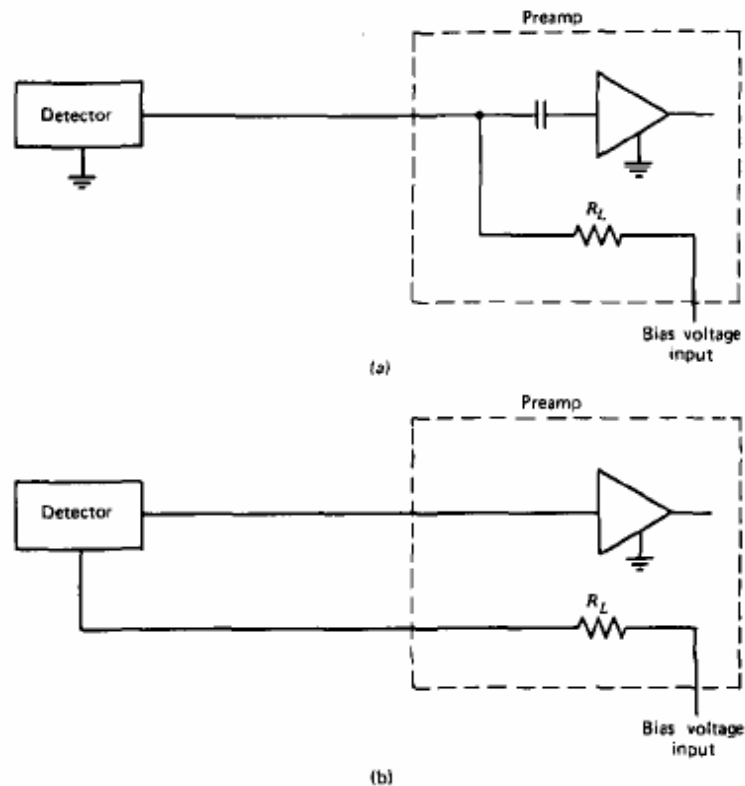 Preamp
Detector
R_L
Bias voltage
input
(a)
Preamp
Detector
R_L
Bias voltage
input
(b)